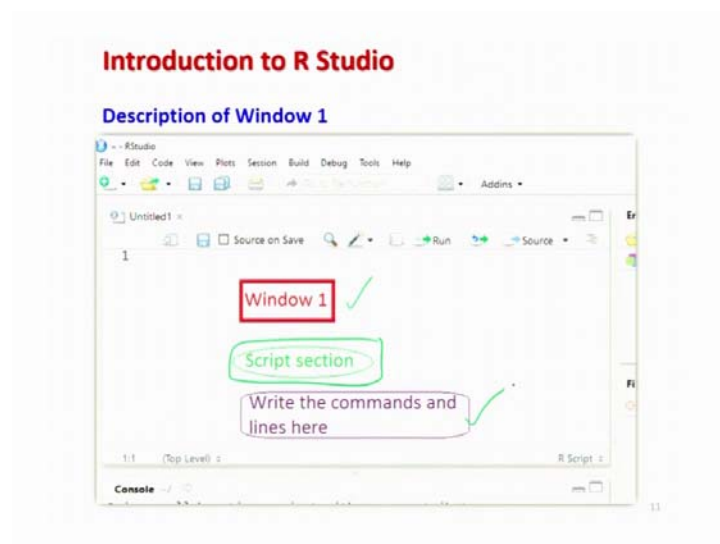 Introduction to R Studio
Description of Window 1
- - RStudio
File Edit Code View Plots Session Build Debug Tools Help
Addins
Untitled1 ×
Source on Save Run Source
1
Window 1
Script section
Write the commands and
lines here
1:1 (Top Level) R Script
Console
11